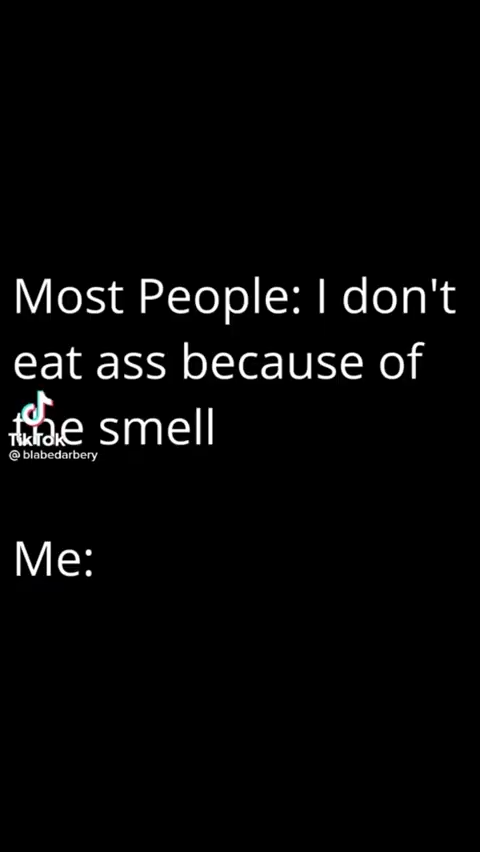 Most People: I don't
eat ass because of
the smell
TikTok
@blabedarbery
Me: